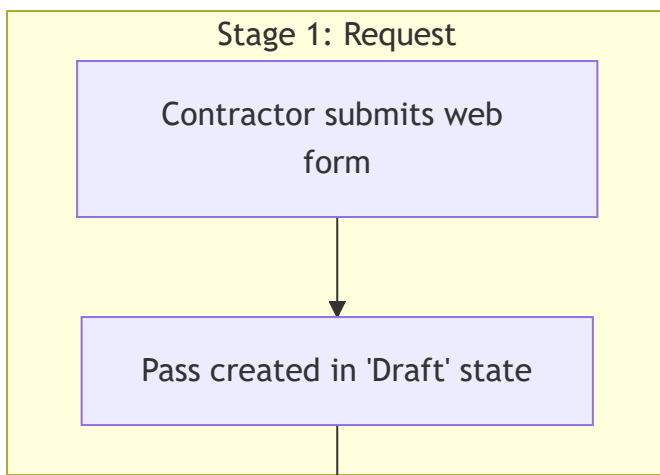 Stage 1: Request
Contractor submits web
form
Pass created in 'Draft' state